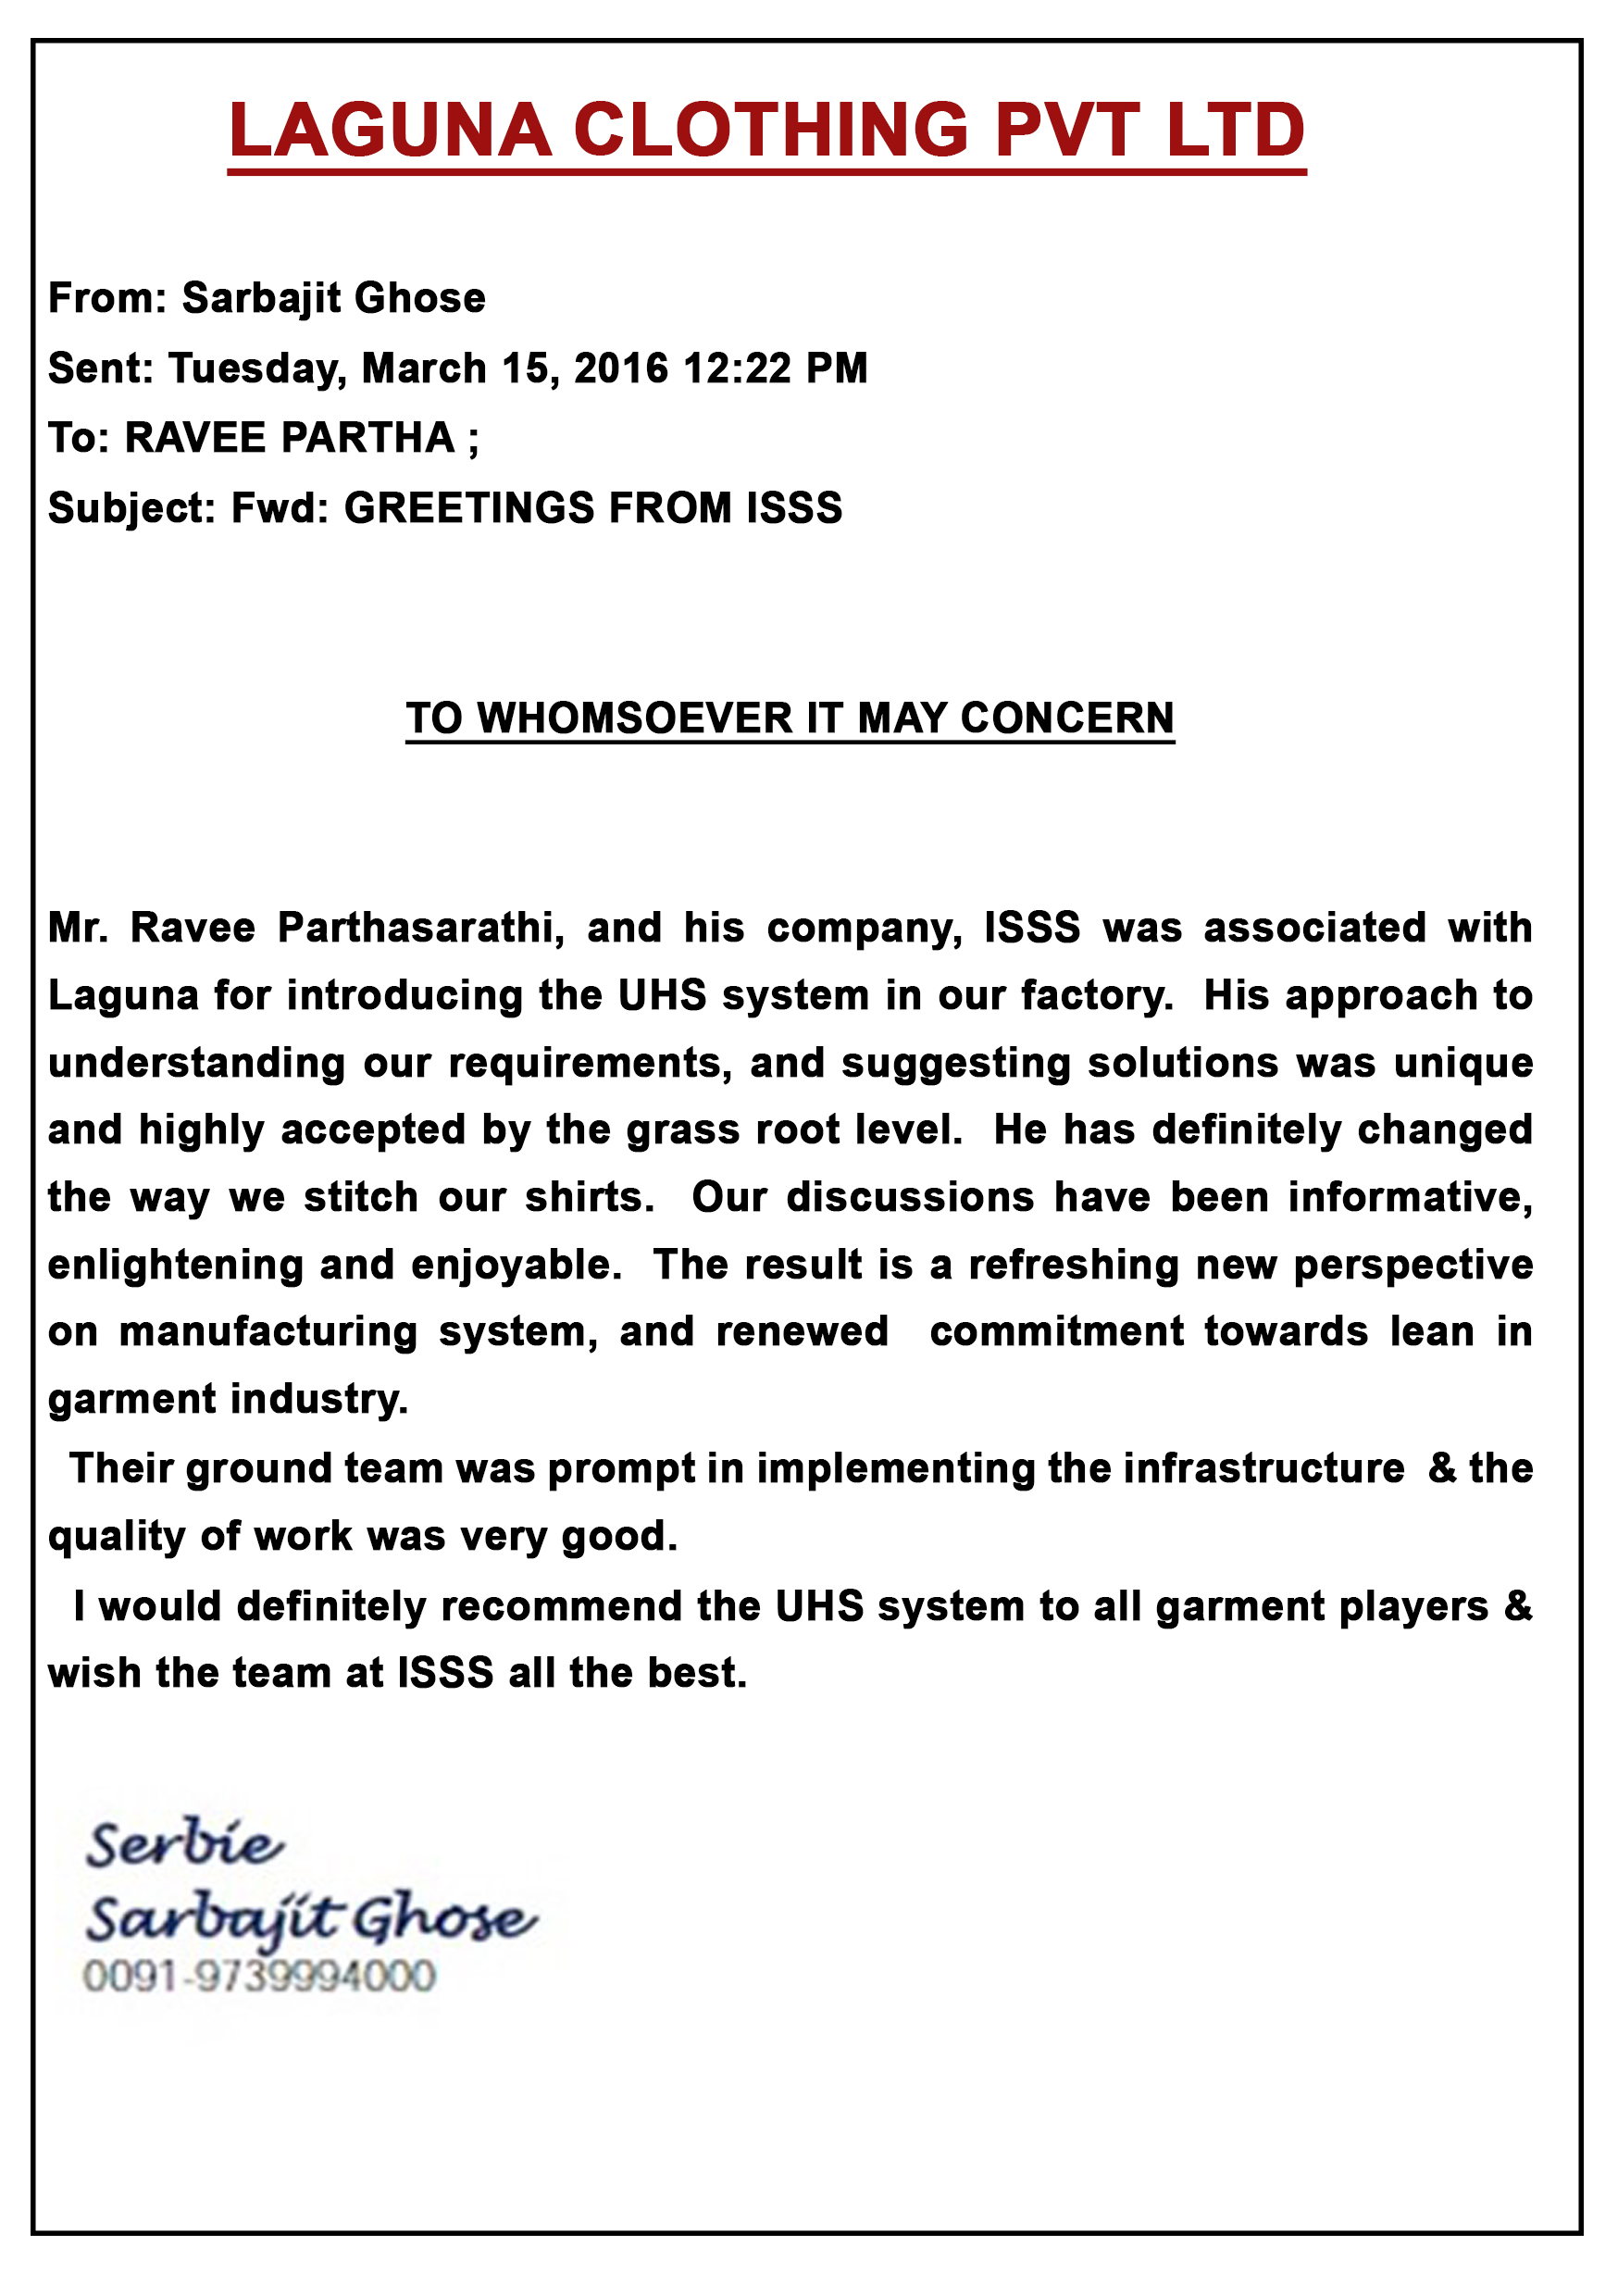 LAGUNA CLOTHING PVT LTD
From: Sarbajit Ghose
Sent: Tuesday, March 15, 2016 12:22 PM
To: RAVEE PARTHA ;
Subject: Fwd: GREETINGS FROM ISSS
TO WHOMSOEVER IT MAY CONCERN
Mr. Ravee Parthasarathi, and his company, ISSS was associated with
Laguna for introducing the UHS system in our factory. His approach to
understanding our requirements, and suggesting solutions was unique
and highly accepted by the grass root level. He has definitely changed
the way we stitch our shirts. Our discussions have been informative,
enlightening and enjoyable. The result is a refreshing new perspective
on manufacturing system, and renewed commitment towards lean in
garment industry.
Their ground team was prompt in implementing the infrastructure & the
quality of work was very good.
I would definitely recommend the UHS system to all garment players &
wish the team at ISSS all the best.
Serbie
Sarbajit Ghose
0091-9739994000